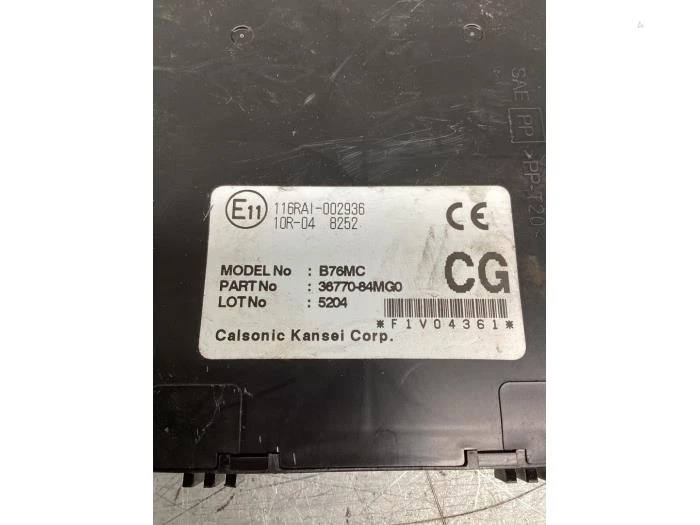 SAE PP >PP-T20<
E11 116RAI-002936
10R-04 8252
CE
MODEL No : B76MC
PART No : 36770-84MG0
LOT No : 5204
CG
*F1V04361*
Calsonic Kansei Corp.